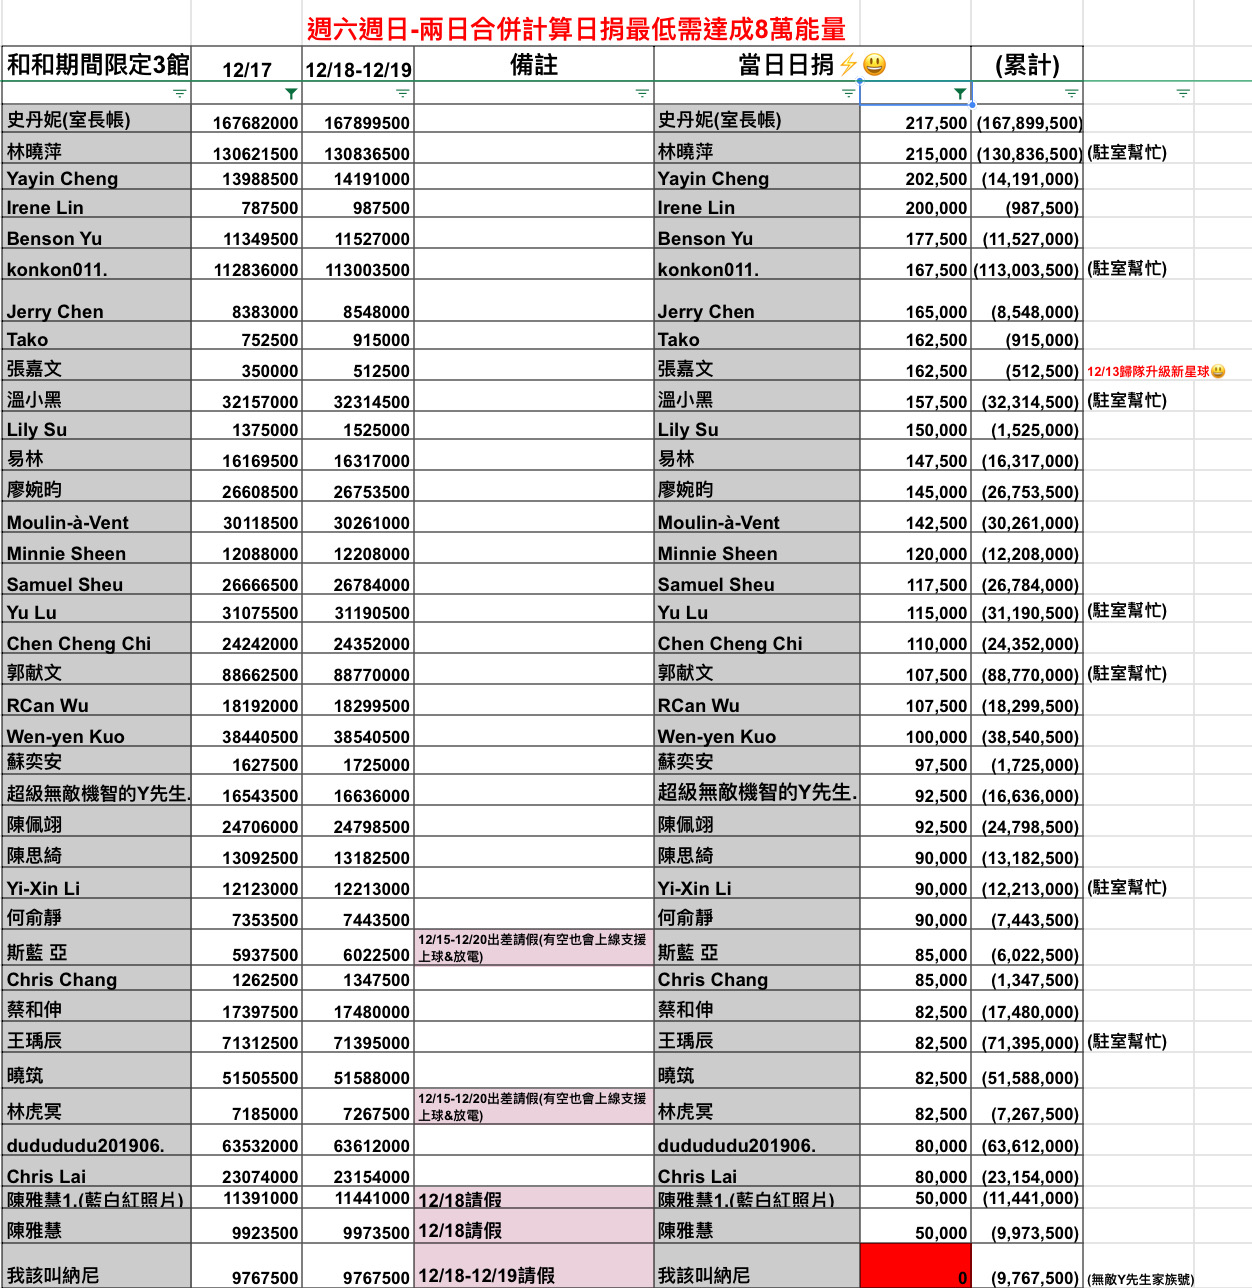 週六週日-兩日合併計算日捐最低需達成8萬能量
和和期間限定3館 12/17 12/18-12/19 備註 當日日捐⚡😃 (累計)
史丹妮(室長帳) 167682000 167899500 史丹妮(室長帳) 217,500 (167,899,500)
林曉萍 130621500 130836500 林曉萍 215,000 (130,836,500) (駐室幫忙)
Yayin Cheng 13988500 14191000 Yayin Cheng 202,500 (14,191,000)
Irene Lin 787500 987500 Irene Lin 200,000 (987,500)
Benson Yu 11349500 11527000 Benson Yu 177,500 (11,527,000)
konkon011. 112836000 113003500 konkon011. 167,500 (113,003,500) (駐室幫忙)
Jerry Chen 8383000 8548000 Jerry Chen 165,000 (8,548,000)
Tako 752500 915000 Tako 162,500 (915,000)
張嘉文 350000 512500 張嘉文 162,500 (512,500) 12/13歸隊升級新星球😃
溫小黑 32157000 32314500 溫小黑 157,500 (32,314,500) (駐室幫忙)
Lily Su 1375000 1525000 Lily Su 150,000 (1,525,000)
易林 16169500 16317000 易林 147,500 (16,317,000)
廖婉昀 26608500 26753500 廖婉昀 145,000 (26,753,500)
Moulin-à-Vent 30118500 30261000 Moulin-à-Vent 142,500 (30,261,000)
Minnie Sheen 12088000 12208000 Minnie Sheen 120,000 (12,208,000)
Samuel Sheu 26666500 26784000 Samuel Sheu 117,500 (26,784,000)
Yu Lu 31075500 31190500 Yu Lu 115,000 (31,190,500) (駐室幫忙)
Chen Cheng Chi 24242000 24352000 Chen Cheng Chi 110,000 (24,352,000)
郭献文 88662500 88770000 郭献文 107,500 (88,770,000) (駐室幫忙)
RCan Wu 18192000 18299500 RCan Wu 107,500 (18,299,500)
Wen-yen Kuo 38440500 38540500 Wen-yen Kuo 100,000 (38,540,500)
蘇奕安 1627500 1725000 蘇奕安 97,500 (1,725,000)
超級無敵機智的Y先生. 16543500 16636000 超級無敵機智的Y先生. 92,500 (16,636,000)
陳佩翊 24706000 24798500 陳佩翊 92,500 (24,798,500)
陳思綺 13092500 13182500 陳思綺 90,000 (13,182,500)
Yi-Xin Li 12123000 12213000 Yi-Xin Li 90,000 (12,213,000) (駐室幫忙)
何俞靜 7353500 7443500 何俞靜 90,000 (7,443,500)
斯藍 亞 5937500 6022500 12/15-12/20出差請假(有空也會上線支援 斯藍 亞 85,000 (6,022,500)
上球&放電)
Chris Chang 1262500 1347500 Chris Chang 85,000 (1,347,500)
蔡和伸 17397500 17480000 蔡和伸 82,500 (17,480,000)
王瑀辰 71312500 71395000 王瑀辰 82,500 (71,395,000) (駐室幫忙)
曉筑 51505500 51588000 曉筑 82,500 (51,588,000)
林虎冥 7185000 7267500 12/15-12/20出差請假(有空也會上線支援 林虎冥 82,500 (7,267,500)
上球&放電)
dudududu201906. 63532000 63612000 dudududu201906. 80,000 (63,612,000)
Chris Lai 23074000 23154000 Chris Lai 80,000 (23,154,000)
陳雅慧1.(藍白紅照片) 11391000 11441000 12/18請假 陳雅慧1.(藍白紅照片) 50,000 (11,441,000)
陳雅慧 9923500 9973500 12/18請假 陳雅慧 50,000 (9,973,500)
我該叫納尼 9767500 9767500 12/18-12/19請假 我該叫納尼 0 (9,767,500) (無敵Y先生家族號)